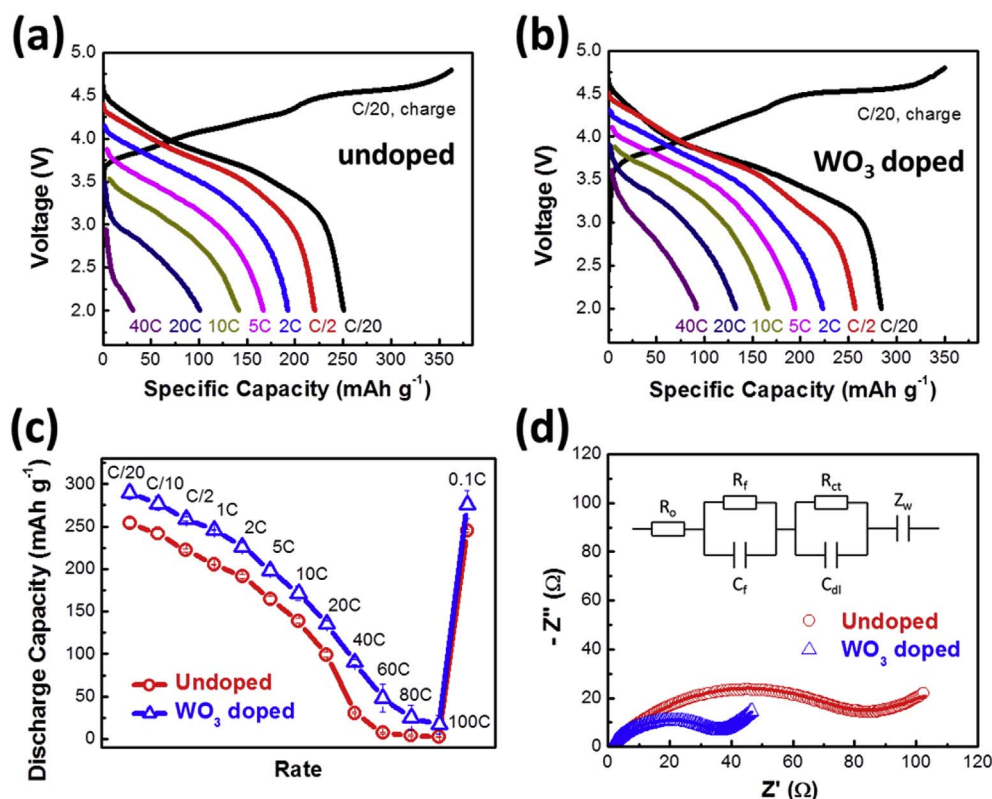 (a)
5.0
4.5
4.0
3.5
3.0
2.5
2.0
Voltage (V)
C/20, charge
undoped
40C 20C 10C 5C 2C C/2 C/20
0 50 100 150 200 250 300 350
Specific Capacity (mAh g⁻¹)
(b)
5.0
4.5
4.0
3.5
3.0
2.5
2.0
Voltage (V)
C/20, charge
WO₃ doped
40C 20C 10C 5C 2C C/2 C/20
0 50 100 150 200 250 300 350
Specific Capacity (mAh g⁻¹)
(c)
300
250
200
150
100
50
0
Discharge Capacity (mAh g⁻¹)
C/20
C/10
C/2
1C
2C
5C
10C
20C
40C
60C
80C
100C
0.1C
Undoped
WO₃ doped
Rate
(d)
120
100
80
60
40
20
0
- Z'' (Ω)
Rₒ
R_f
C_f
R_ct
C_dl
Z_w
Undoped
WO₃ doped
0 20 40 60 80 100 120
Z' (Ω)